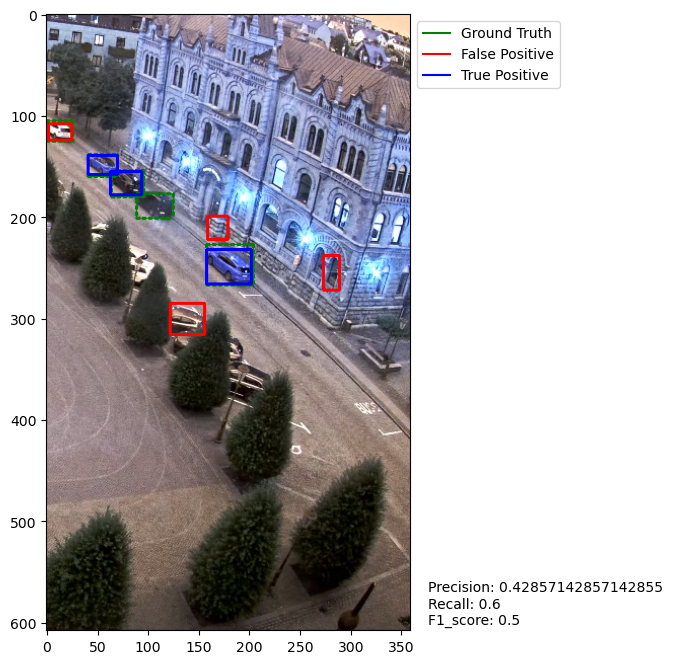 Ground Truth
False Positive
True Positive
0
100
200
300
400
500
600
0
50
100
150
200
250
300
350
Precision: 0.42857142857142855
Recall: 0.6
F1_score: 0.5